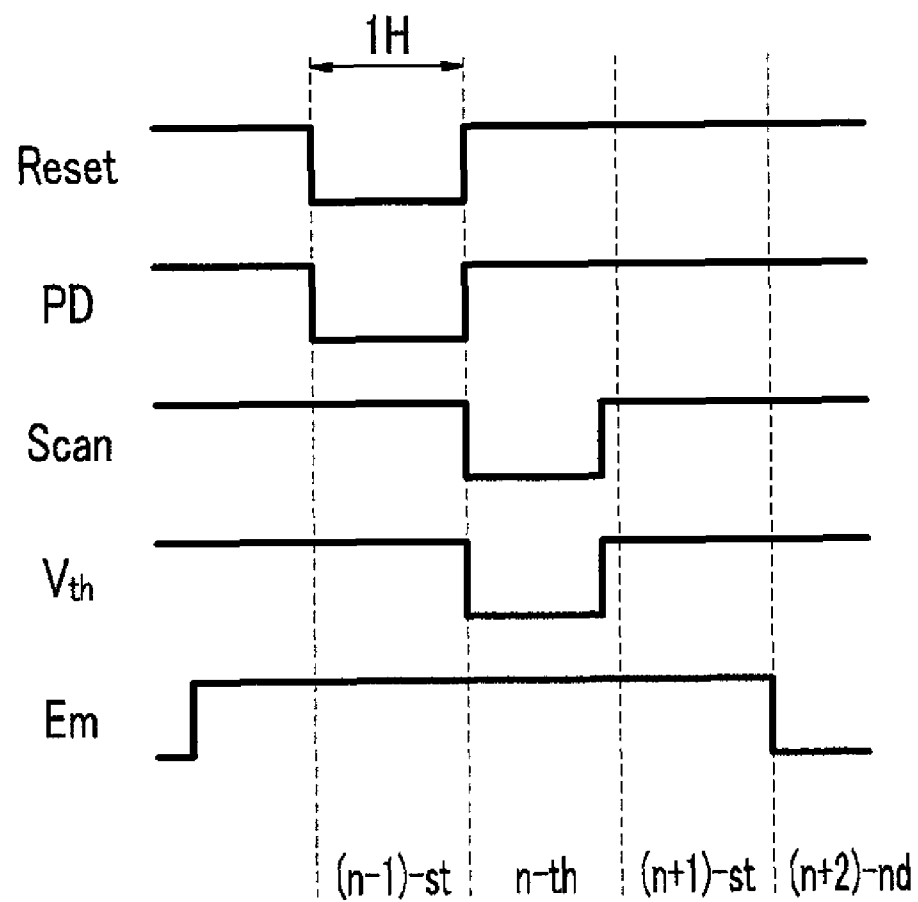 1H
Reset
PD
Scan
Vth
Em
(n-1)-st n-th (n+1)-st (n+2)-nd